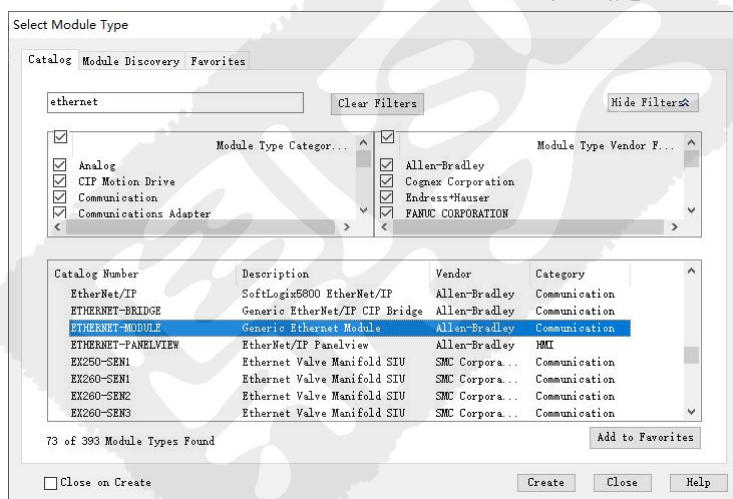 Select Module Type
Catalog Module Discovery Favorites
ethernet Clear Filters Hide Filters
Module Type Categor... Module Type Vendor F...
Analog Allen-Bradley
CIP Motion Drive Cognex Corporation
Communication Endress+Hauser
Communications Adapter FANUC CORPORATION
Catalog Number Description Vendor Category
EtherNet/IP SoftLogix5800 EtherNet/IP Allen-Bradley Communication
ETHERNET-BRIDGE Generic EtherNet/IP CIP Bridge Allen-Bradley Communication
ETHERNET-MODULE Generic Ethernet Module Allen-Bradley Communication
ETHERNET-PANELVIEW EtherNet/IP Panelview Allen-Bradley HMI
EX250-SEN1 Ethernet Valve Manifold SIU SMC Corpora... Communication
EX260-SEN1 Ethernet Valve Manifold SIU SMC Corpora... Communication
EX260-SEN2 Ethernet Valve Manifold SIU SMC Corpora... Communication
EX260-SEN3 Ethernet Valve Manifold SIU SMC Corpora... Communication
73 of 393 Module Types Found Add to Favorites
Close on Create Create Close Help